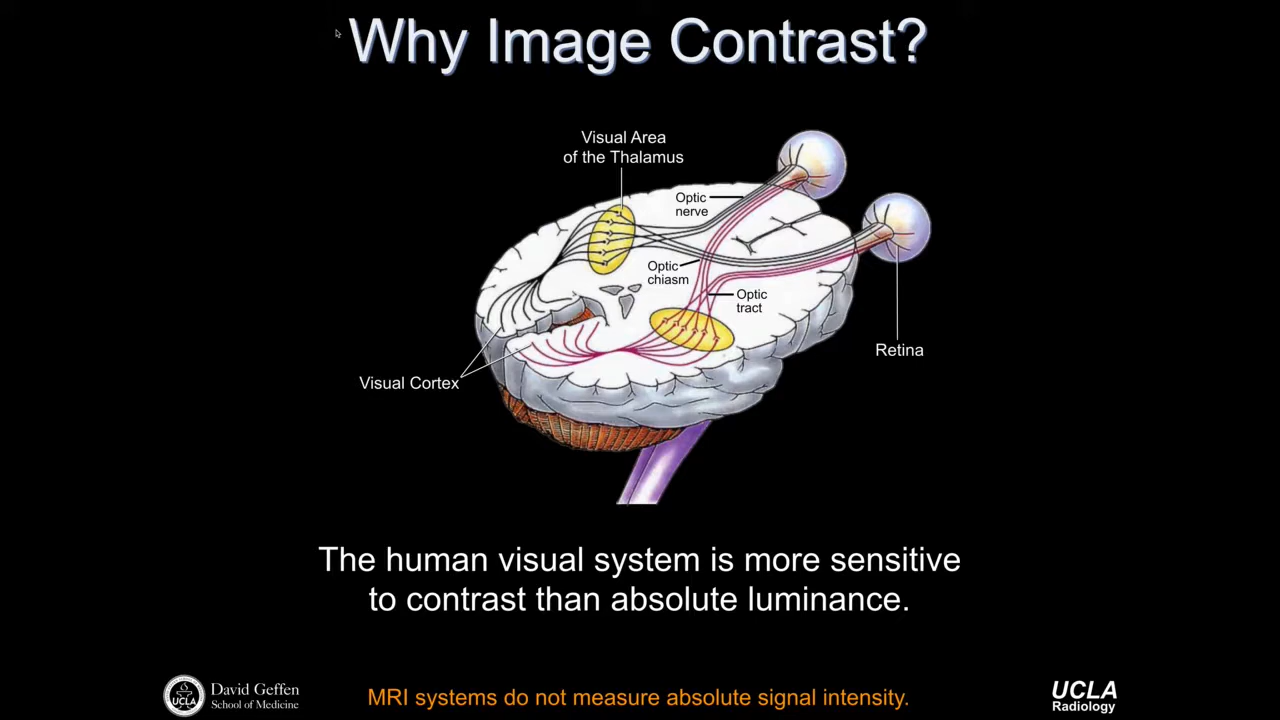 Why Image Contrast?
Visual Area
of the Thalamus
Optic
nerve
Optic
chiasm
Optic
tract
Retina
Visual Cortex
The human visual system is more sensitive
to contrast than absolute luminance.
UCLA
David Geffen
School of Medicine
MRI systems do not measure absolute signal intensity.
UCLA
Radiology